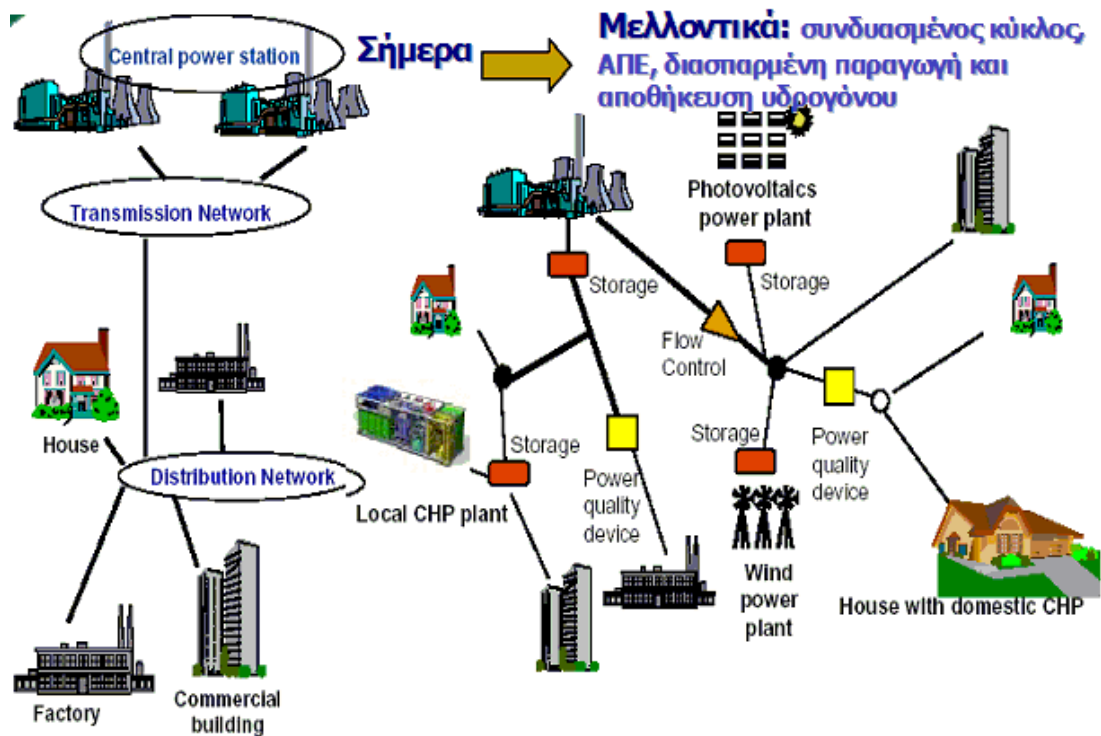 Central power station
Σήμερα
Μελλοντικά: συνδυασμένος κύκλος,
ΑΠΕ, διασπαρμένη παραγωγή και
αποθήκευση υδρογόνου
Transmission Network
House
Distribution Network
Factory
Commercial
building
Photovoltaics
power plant
Storage
Storage
Flow
Control
Storage
Local CHP plant
Power
quality
device
Storage
Wind
power
plant
Power
quality
device
House with domestic CHP